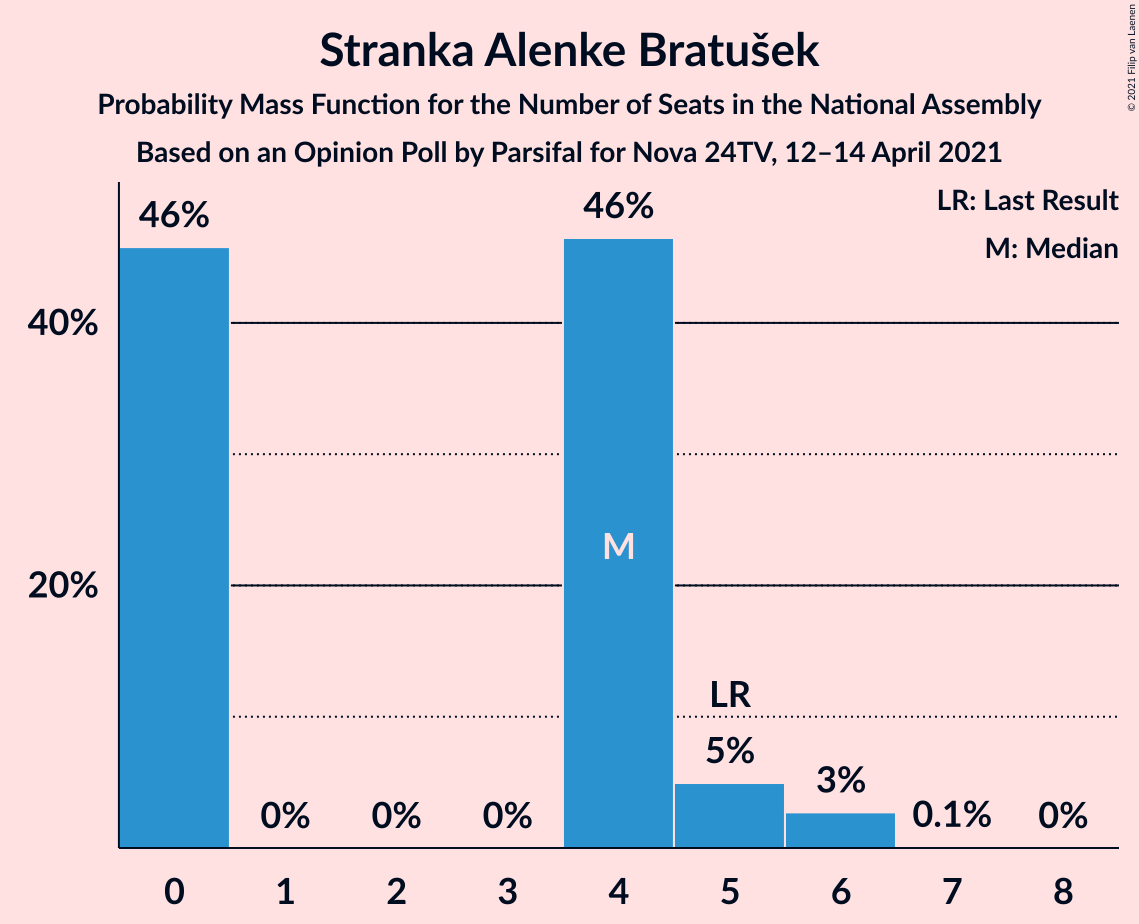 Stranka Alenke Bratušek
Probability Mass Function for the Number of Seats in the National Assembly
Based on an Opinion Poll by Parsifal for Nova 24TV, 12–14 April 2021
© 2021 Filip van Laenen
LR: Last Result
M: Median
46%
46%
40%
M
20%
LR
5%
3%
0%
0%
0%
0.1%
0%
0
1
2
3
4
5
6
7
8